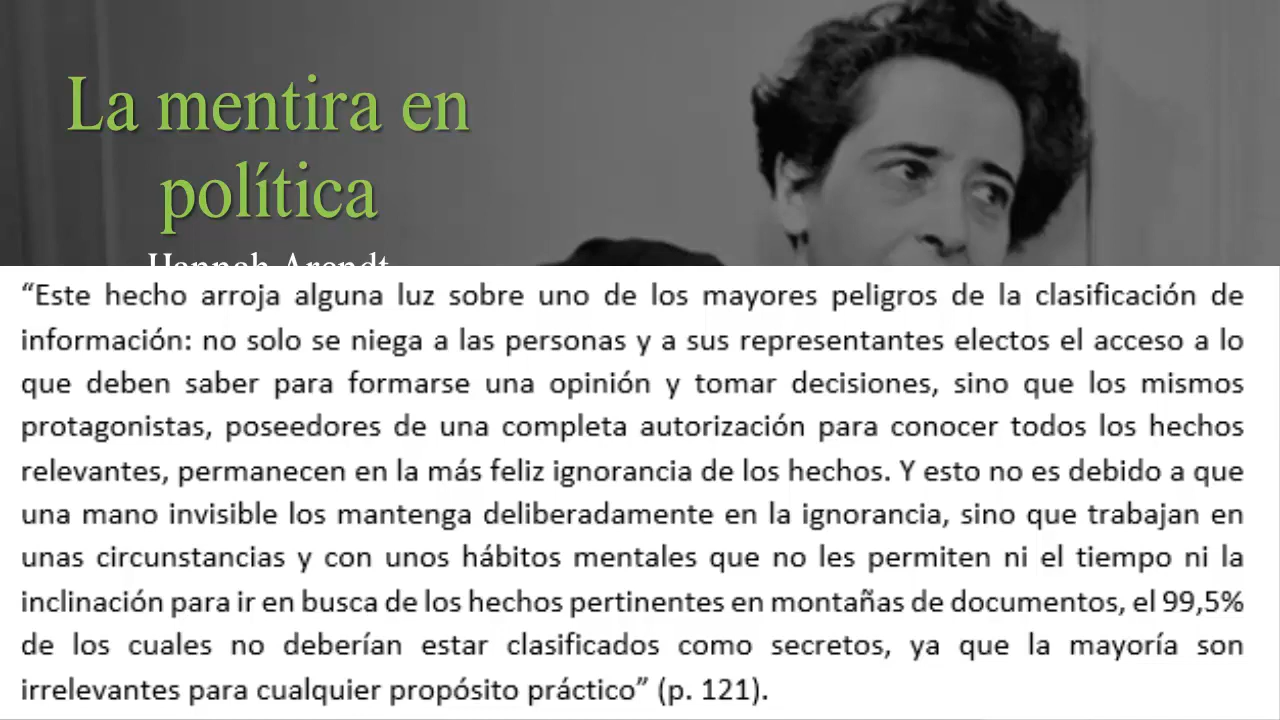 La mentira en
política
Hannah Arendt
“Este hecho arroja alguna luz sobre uno de los mayores peligros de la clasificación de
información: no solo se niega a las personas y a sus representantes electos el acceso a lo
que deben saber para formarse una opinión y tomar decisiones, sino que los mismos
protagonistas, poseedores de una completa autorización para conocer todos los hechos
relevantes, permanecen en la más feliz ignorancia de los hechos. Y esto no es debido a que
una mano invisible los mantenga deliberadamente en la ignorancia, sino que trabajan en
unas circunstancias y con unos hábitos mentales que no les permiten ni el tiempo ni la
inclinación para ir en busca de los hechos pertinentes en montañas de documentos, el 99,5%
de los cuales no deberían estar clasificados como secretos, ya que la mayoría son
irrelevantes para cualquier propósito práctico” (p. 121).